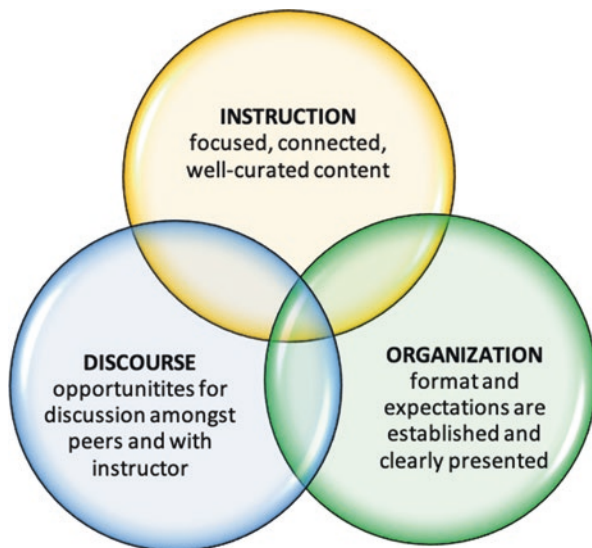 INSTRUCTION
focused, connected,
well-curated content
DISCOURSE
opportunitites for
discussion amongst
peers and with
instructor
ORGANIZATION
format and
expectations are
established and
clearly presented